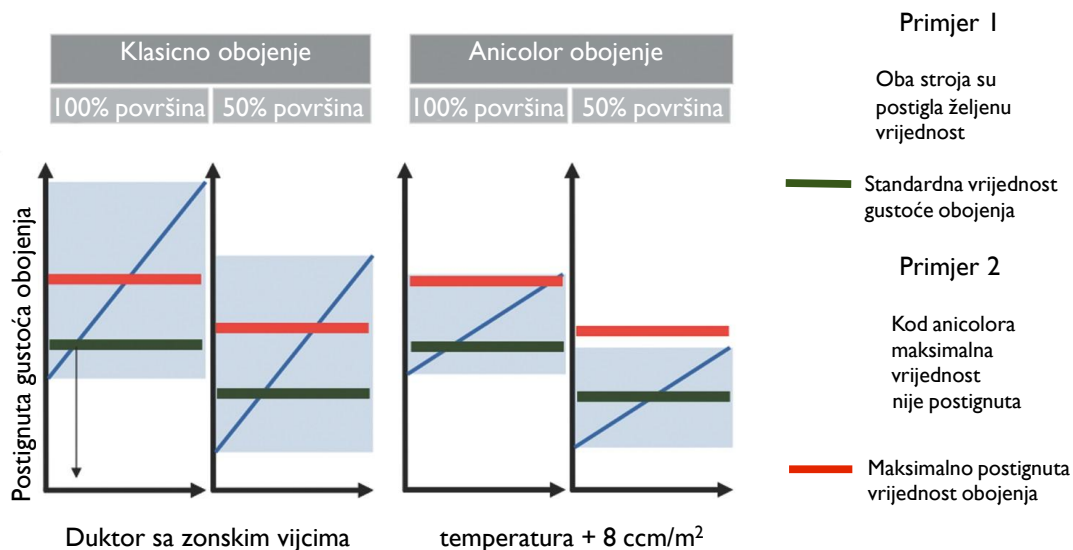 Klasicno obojenje
100% površina
50% površina
Anicolor obojenje
100% površina
50% površina
Postignuta gustoća obojenja
Duktor sa zonskim vijcima
temperatura + 8 ccm/m²
Primjer 1
Oba stroja su
postigla željenu
vrijednost
Standardna vrijednost
gustoće obojenja
Primjer 2
Kod anicolora
maksimalna
vrijednost
nije postignuta
Maksimalno postignuta
vrijednost obojenja